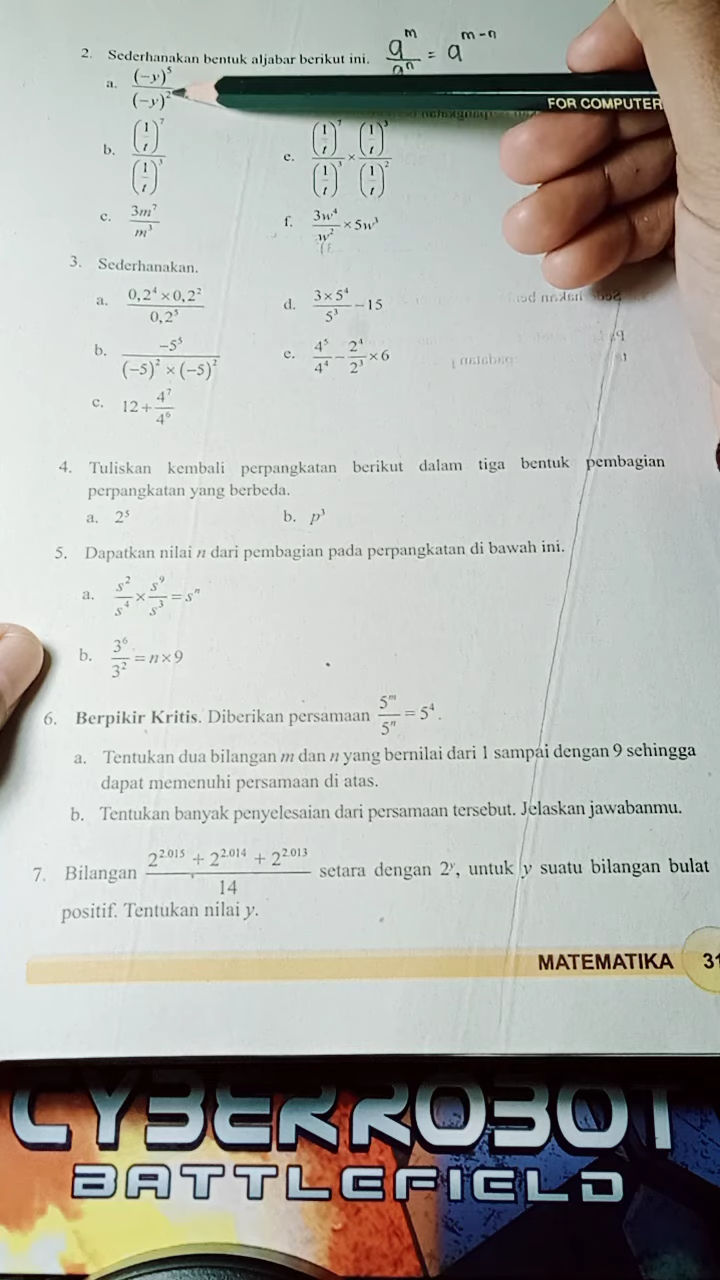 2. Sederhanakan bentuk aljabar berikut ini. a^m / a^n = a^(m-n)
a. (-y)^5 / (-y)^2
FOR COMPUTER
b. (1/t)^7 / (1/t)^3
e. (1/t)^7 / (1/t)^3 × (1/t)^3 / (1/t)^2
c. 3m^7 / m^3
f. 3w^4 / w^2 × 5w^3
3. Sederhanakan.
a. 0,2^4 × 0,2^2 / 0,2^5
d. 3 × 5^4 / 5^3 – 15
b. -5^5 / (-5)^2 × (-5)^2
e. 4^5 / 4^4 – 2^4 / 2^3 × 6
c. 12 + 4^7 / 4^6
4. Tuliskan kembali perpangkatan berikut dalam tiga bentuk pembagian
perpangkatan yang berbeda.
a. 2^5 b. p^3
5. Dapatkan nilai n dari pembagian pada perpangkatan di bawah ini.
a. s^2 / s^4 × s^9 / s^3 = s^n
b. 3^6 / 3^2 = n × 9
6. Berpikir Kritis. Diberikan persamaan 5^m / 5^n = 5^4.
a. Tentukan dua bilangan m dan n yang bernilai dari 1 sampai dengan 9 sehingga
dapat memenuhi persamaan di atas.
b. Tentukan banyak penyelesaian dari persamaan tersebut. Jelaskan jawabanmu.
7. Bilangan 2^2.015 + 2^2.014 + 2^2.013 / 14 setara dengan 2^y, untuk y suatu bilangan bulat
positif. Tentukan nilai y.
MATEMATIKA 31
CYBERROBOT
BATTLEFIELD